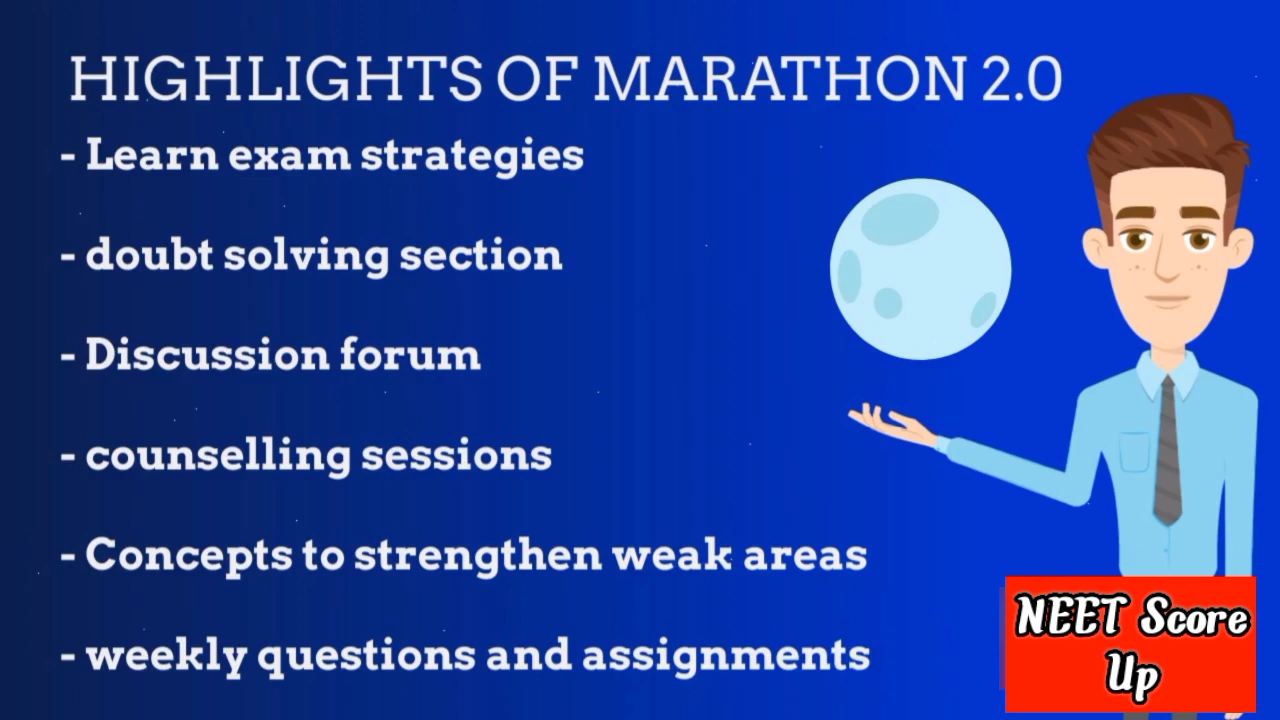 HIGHLIGHTS OF MARATHON 2.0
- Learn exam strategies
- doubt solving section
- Discussion forum
- counselling sessions
- Concepts to strengthen weak areas
- weekly questions and assignments
NEET Score
Up